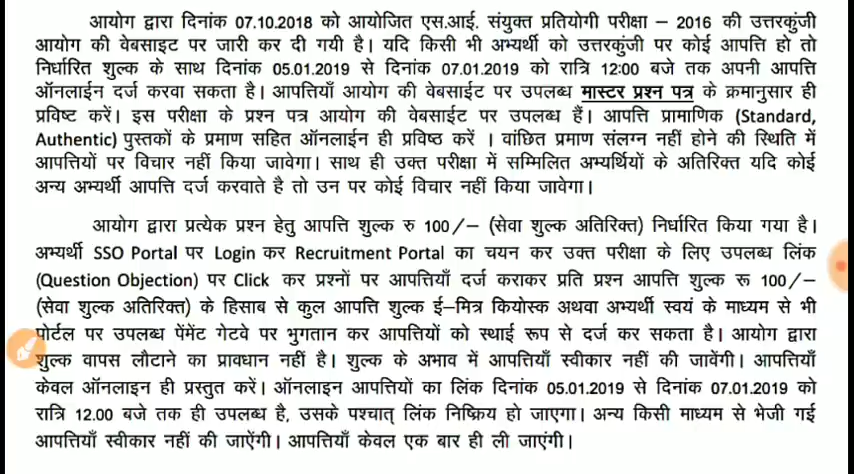 आयोग द्वारा दिनांक 07.10.2018 को आयोजित एस.आई. संयुक्त प्रतियोगी परीक्षा – 2016 की उत्तरकुंजी
आयोग की वेबसाइट पर जारी कर दी गयी है। यदि किसी भी अभ्यर्थी को उत्तरकुंजी पर कोई आपत्ति हो तो
निर्धारित शुल्क के साथ दिनांक 05.01.2019 से दिनांक 07.01.2019 को रात्रि 12:00 बजे तक अपनी आपत्ति
ऑनलाईन दर्ज करवा सकता है। आपत्तियाँ आयोग की वेबसाईट पर उपलब्ध मास्टर प्रश्न पत्र के क्रमानुसार ही
प्रविष्ट करें। इस परीक्षा के प्रश्न पत्र आयोग की वेबसाईट पर उपलब्ध हैं। आपत्ति प्रामाणिक (Standard,
Authentic) पुस्तकों के प्रमाण सहित ऑनलाईन ही प्रविष्ठ करें । वांछित प्रमाण संलग्न नहीं होने की स्थिति में
आपत्तियों पर विचार नहीं किया जावेगा। साथ ही उक्त परीक्षा में सम्मिलित अभ्यर्थियों के अतिरिक्त यदि कोई
अन्य अभ्यर्थी आपत्ति दर्ज करवाते है तो उन पर कोई विचार नहीं किया जावेगा।
आयोग द्वारा प्रत्येक प्रश्न हेतु आपत्ति शुल्क रु 100/– (सेवा शुल्क अतिरिक्त) निर्धारित किया गया है।
अभ्यर्थी SSO Portal पर Login कर Recruitment Portal का चयन कर उक्त परीक्षा के लिए उपलब्ध लिंक
(Question Objection) पर Click कर प्रश्नों पर आपत्तियाँ दर्ज कराकर प्रति प्रश्न आपत्ति शुल्क रू 100/–
(सेवा शुल्क अतिरिक्त) के हिसाब से कुल आपत्ति शुल्क ई–मित्र कियोस्क अथवा अभ्यर्थी स्वयं के माध्यम से भी
पोर्टल पर उपलब्ध पेंमेंट गेटवे पर भुगतान कर आपत्तियों को स्थाई रूप से दर्ज कर सकता है। आयोग द्वारा
शुल्क वापस लौटाने का प्रावधान नहीं है। शुल्क के अभाव में आपत्तियाँ स्वीकार नहीं की जावेंगी। आपत्तियाँ
केवल ऑनलाइन ही प्रस्तुत करें। ऑनलाइन आपत्तियों का लिंक दिनांक 05.01.2019 से दिनांक 07.01.2019 को
रात्रि 12.00 बजे तक ही उपलब्ध है, उसके पश्चात् लिंक निष्क्रिय हो जाएगा। अन्य किसी माध्यम से भेजी गई
आपत्तियाँ स्वीकार नहीं की जाऐंगी। आपत्तियाँ केवल एक बार ही ली जाएंगी।